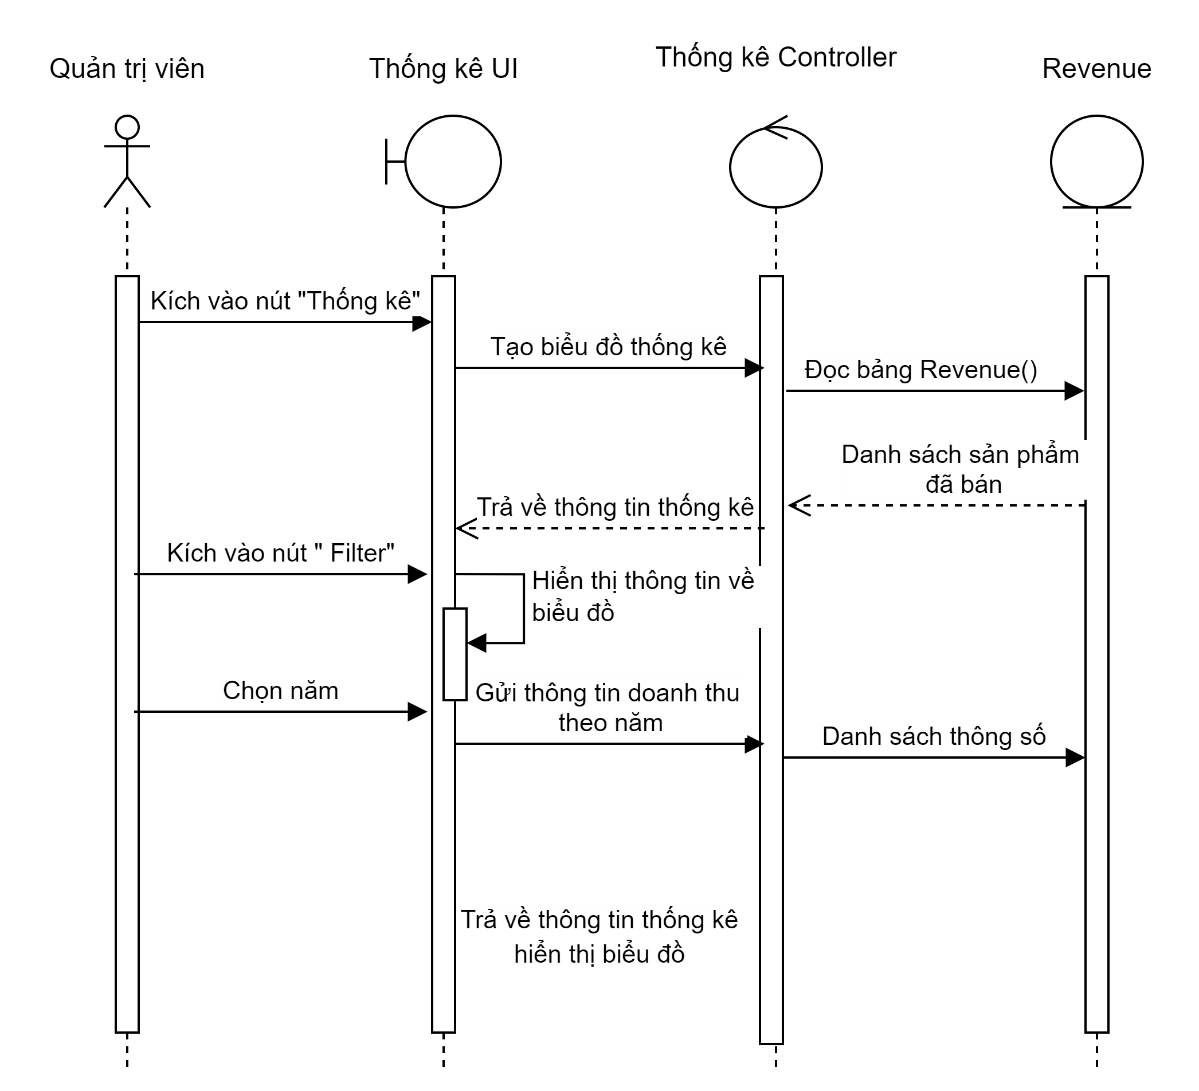 Quản trị viên
Thống kê UI
Thống kê Controller
Revenue
Kích vào nút "Thống kê"
Tạo biểu đồ thống kê
Đọc bảng Revenue()
Danh sách sản phẩm
đã bán
Trả về thông tin thống kê
Kích vào nút " Filter"
Hiển thị thông tin về
biểu đồ
Chọn năm
Gửi thông tin doanh thu
theo năm
Danh sách thông số
Trả về thông tin thống kê
hiển thị biểu đồ